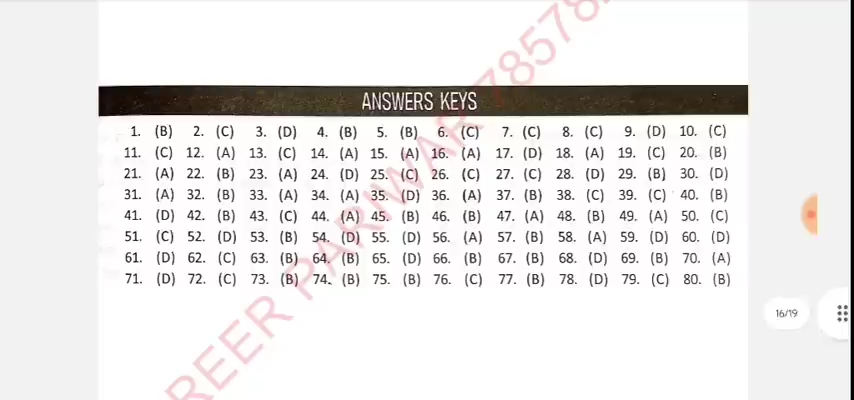 ANSWERS KEYS
1. (B) 2. (C) 3. (D) 4. (B) 5. (B) 6. (C) 7. (C) 8. (C) 9. (D) 10. (C)
11. (C) 12. (A) 13. (C) 14. (A) 15. (A) 16. (A) 17. (D) 18. (A) 19. (C) 20. (B)
21. (A) 22. (B) 23. (A) 24. (D) 25. (C) 26. (C) 27. (C) 28. (D) 29. (B) 30. (D)
31. (A) 32. (B) 33. (A) 34. (A) 35. (D) 36. (A) 37. (B) 38. (C) 39. (C) 40. (B)
41. (D) 42. (B) 43. (C) 44. (A) 45. (B) 46. (B) 47. (A) 48. (B) 49. (A) 50. (C)
51. (C) 52. (D) 53. (B) 54. (D) 55. (D) 56. (A) 57. (B) 58. (A) 59. (D) 60. (D)
61. (D) 62. (C) 63. (B) 64. (B) 65. (D) 66. (B) 67. (B) 68. (D) 69. (B) 70. (A)
71. (D) 72. (C) 73. (B) 74. (B) 75. (B) 76. (C) 77. (B) 78. (D) 79. (C) 80. (B)
REER PARIWAR 78578
16/19